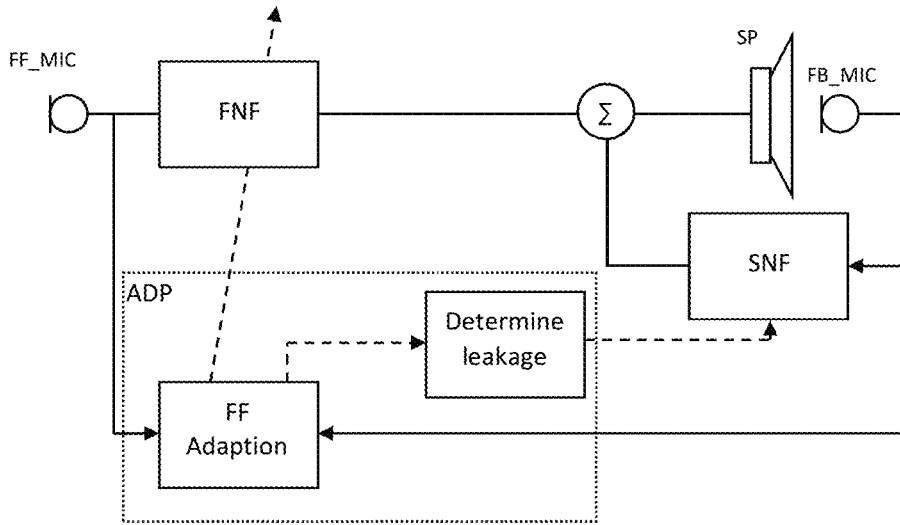 FF_MIC
FNF
Σ
SP
FB_MIC
SNF
ADP
Determine
leakage
FF
Adaption